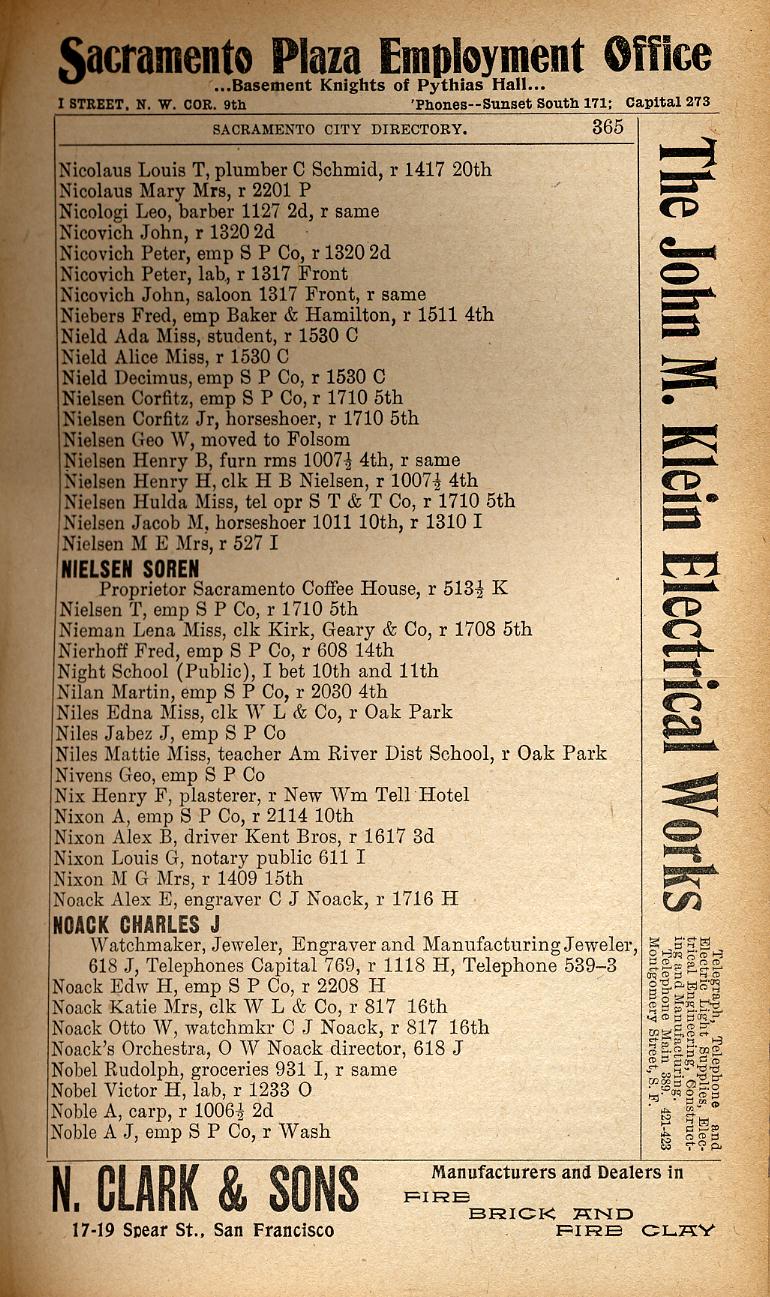 Sacramento Plaza Employment Office
...Basement Knights of Pythias Hall...
I STREET, N. W. COR. 9th 'Phones--Sunset South 171; Capital 273
SACRAMENTO CITY DIRECTORY. 365
Nicolaus Louis T, plumber C Schmid, r 1417 20th
Nicolaus Mary Mrs, r 2201 P
Nicologi Leo, barber 1127 2d, r same
Nicovich John, r 1320 2d
Nicovich Peter, emp S P Co, r 1320 2d
Nicovich Peter, lab, r 1317 Front
Nicovich John, saloon 1317 Front, r same
Niebers Fred, emp Baker & Hamilton, r 1511 4th
Nield Ada Miss, student, r 1530 C
Nield Alice Miss, r 1530 C
Nield Decimus, emp S P Co, r 1530 C
Nielsen Corfitz, emp S P Co, r 1710 5th
Nielsen Corfitz Jr, horseshoer, r 1710 5th
Nielsen Geo W, moved to Folsom
Nielsen Henry B, furn rms 1007½ 4th, r same
Nielsen Henry H, clk H B Nielsen, r 1007½ 4th
Nielsen Hulda Miss, tel opr S T & T Co, r 1710 5th
Nielsen Jacob M, horseshoer 1011 10th, r 1310 I
Nielsen M E Mrs, r 527 I
NIELSEN SOREN
Proprietor Sacramento Coffee House, r 513½ K
Nielsen T, emp S P Co, r 1710 5th
Nieman Lena Miss, clk Kirk, Geary & Co, r 1708 5th
Nierhoff Fred, emp S P Co, r 608 14th
Night School (Public), I bet 10th and 11th
Nilan Martin, emp S P Co, r 2030 4th
Niles Edna Miss, clk W L & Co, r Oak Park
Niles Jabez J, emp S P Co
Niles Mattie Miss, teacher Am River Dist School, r Oak Park
Nivens Geo, emp S P Co
Nix Henry F, plasterer, r New Wm Tell Hotel
Nixon A, emp S P Co, r 2114 10th
Nixon Alex B, driver Kent Bros, r 1617 3d
Nixon Louis G, notary public 611 I
Nixon M G Mrs, r 1409 15th
Noack Alex E, engraver C J Noack, r 1716 H
NOACK CHARLES J
Watchmaker, Jeweler, Engraver and Manufacturing Jeweler,
618 J, Telephones Capital 769, r 1118 H, Telephone 539–3
Noack Edw H, emp S P Co, r 2208 H
Noack Katie Mrs, clk W L & Co, r 817 16th
Noack Otto W, watchmkr C J Noack, r 817 16th
Noack's Orchestra, O W Noack director, 618 J
Nobel Rudolph, groceries 931 I, r same
Nobel Victor H, lab, r 1233 O
Noble A, carp, r 1006½ 2d
Noble A J, emp S P Co, r Wash
The John M. Klein Electrical Works
Telegraph, Telephone and
Electric Light Supplies, Elec-
trical Engineering, Construct-
ing and Manufacturing.
Telephone Main 389. 421-423
Montgomery Street, S. F.
N. CLARK & SONS
17-19 Spear St., San Francisco
Manufacturers and Dealers in
FIRE
BRICK AND
FIRE CLAY